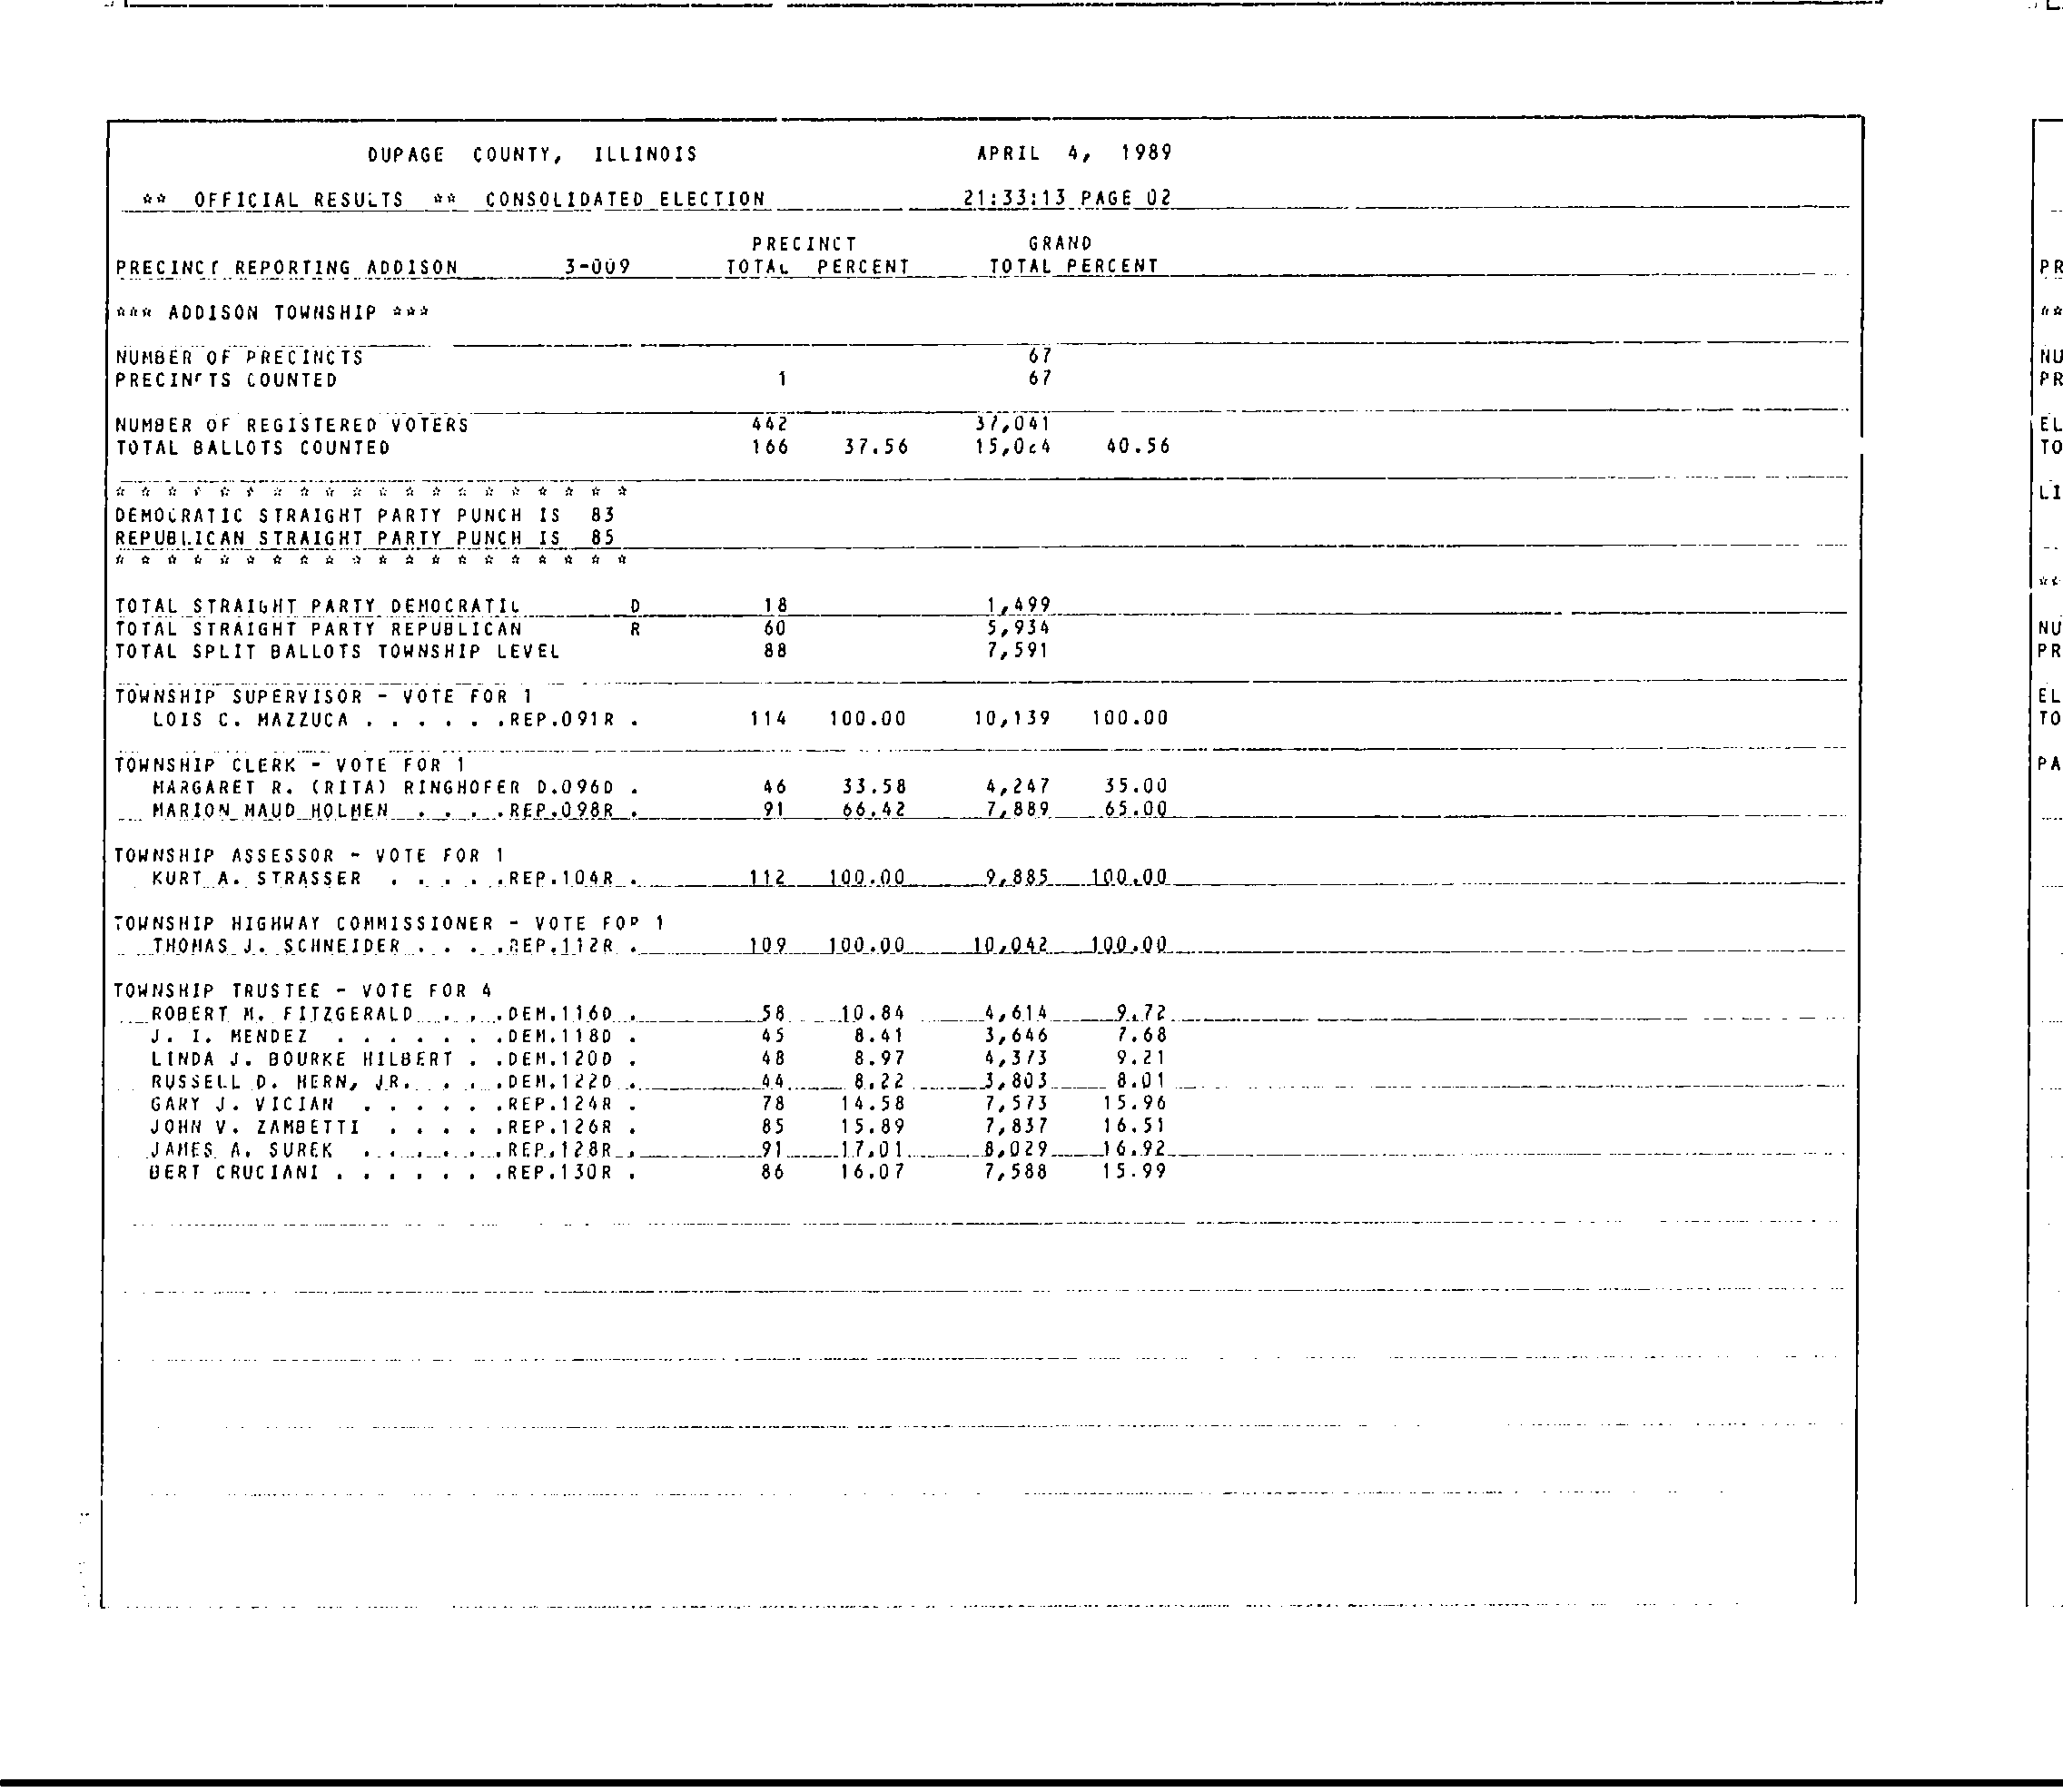 DUPAGE COUNTY, ILLINOIS APRIL 4, 1989
** OFFICIAL RESULTS ** CONSOLIDATED ELECTION 21:33:13 PAGE 02
PRECINCT GRAND
PRECINCT REPORTING ADDISON 3-009 TOTAL PERCENT TOTAL PERCENT
*** ADDISON TOWNSHIP ***
NUMBER OF PRECINCTS 67
PRECINCTS COUNTED 1 67
NUMBER OF REGISTERED VOTERS 442 37,041
TOTAL BALLOTS COUNTED 166 37.56 15,024 40.56
* * * * * * * * * * * * * * * * * * * *
DEMOCRATIC STRAIGHT PARTY PUNCH IS 83
REPUBLICAN STRAIGHT PARTY PUNCH IS 85
* * * * * * * * * * * * * * * * * * * *
TOTAL STRAIGHT PARTY DEMOCRATIC D 18 1,499
TOTAL STRAIGHT PARTY REPUBLICAN R 60 5,934
TOTAL SPLIT BALLOTS TOWNSHIP LEVEL 88 7,591
TOWNSHIP SUPERVISOR - VOTE FOR 1
LOIS C. MAZZUCA . . . . . .REP.091R . 114 100.00 10,139 100.00
TOWNSHIP CLERK - VOTE FOR 1
MARGARET R. (RITA) RINGHOFER D.096D . 46 33.58 4,247 35.00
MARION MAUD HOLMEN . . . .REP.098R . 91 66.42 7,889 65.00
TOWNSHIP ASSESSOR - VOTE FOR 1
KURT A. STRASSER . . . . .REP.104R . 112 100.00 9,885 100.00
TOWNSHIP HIGHWAY COMMISSIONER - VOTE FOR 1
THOMAS J. SCHNEIDER . . . .REP.112R . 109 100.00 10,042 100.00
TOWNSHIP TRUSTEE - VOTE FOR 4
ROBERT M. FITZGERALD . . .DEM.116D . 58 10.84 4,614 9.72
J. I. MENDEZ . . . . . . .DEM.118D . 45 8.41 3,646 7.68
LINDA J. BOURKE HILBERT . .DEM.120D . 48 8.97 4,373 9.21
RUSSELL D. HERN, JR. . . .DEM.122D . 44 8.22 3,803 8.01
GARY J. VICIAN . . . . . .REP.124R . 78 14.58 7,573 15.96
JOHN V. ZAMBETTI . . . . .REP.126R . 85 15.89 7,837 16.51
JAMES A. SUREK . . . . . .REP.128R . 91 17.01 8,029 16.92
BERT CRUCIANI . . . . . . .REP.130R . 86 16.07 7,588 15.99
PR
**
NU
PR
EL
TO
LI
**
NU
PR
EL
TO
PA